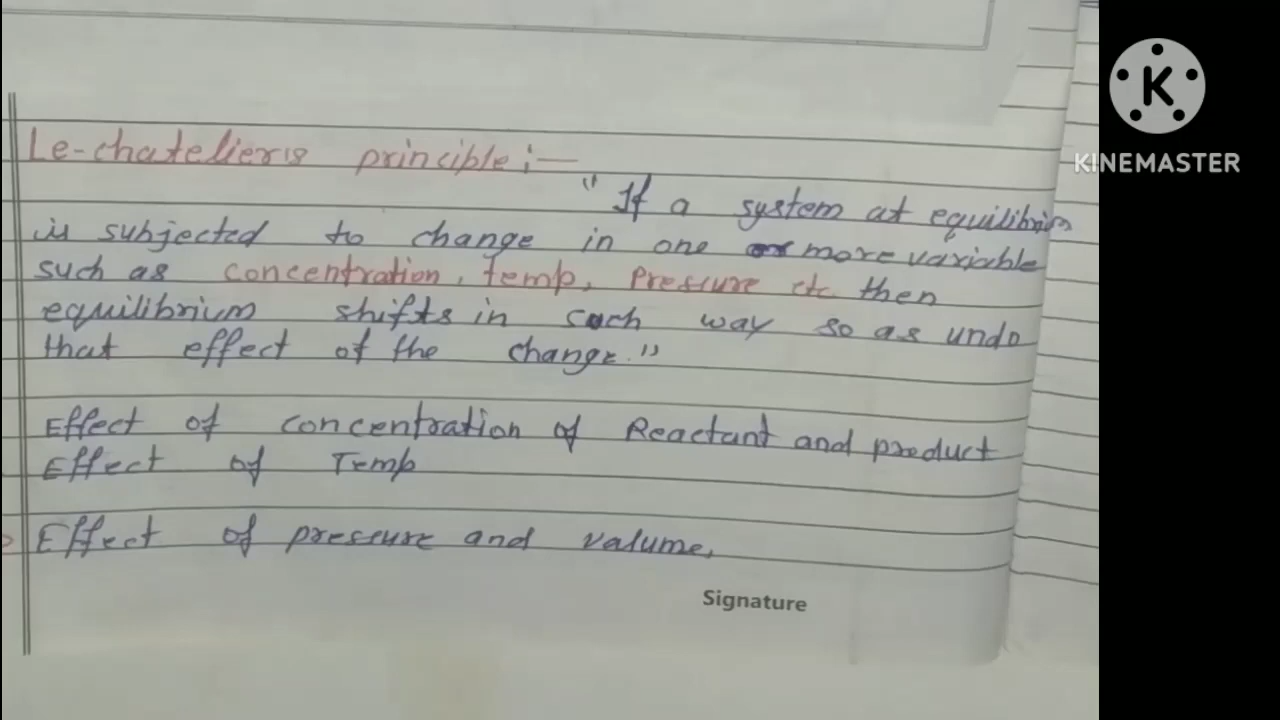 Le-chatelier's principle:-
"If a system at equilibrium
is subjected to change in one or more variable
such as concentration, temp, Pressure etc then
equilibrium shifts in such way so as undo
that effect of the change."
Effect of concentration of Reactant and product
Effect of Temp
Effect of pressure and valume,
Signature
KINEMASTER